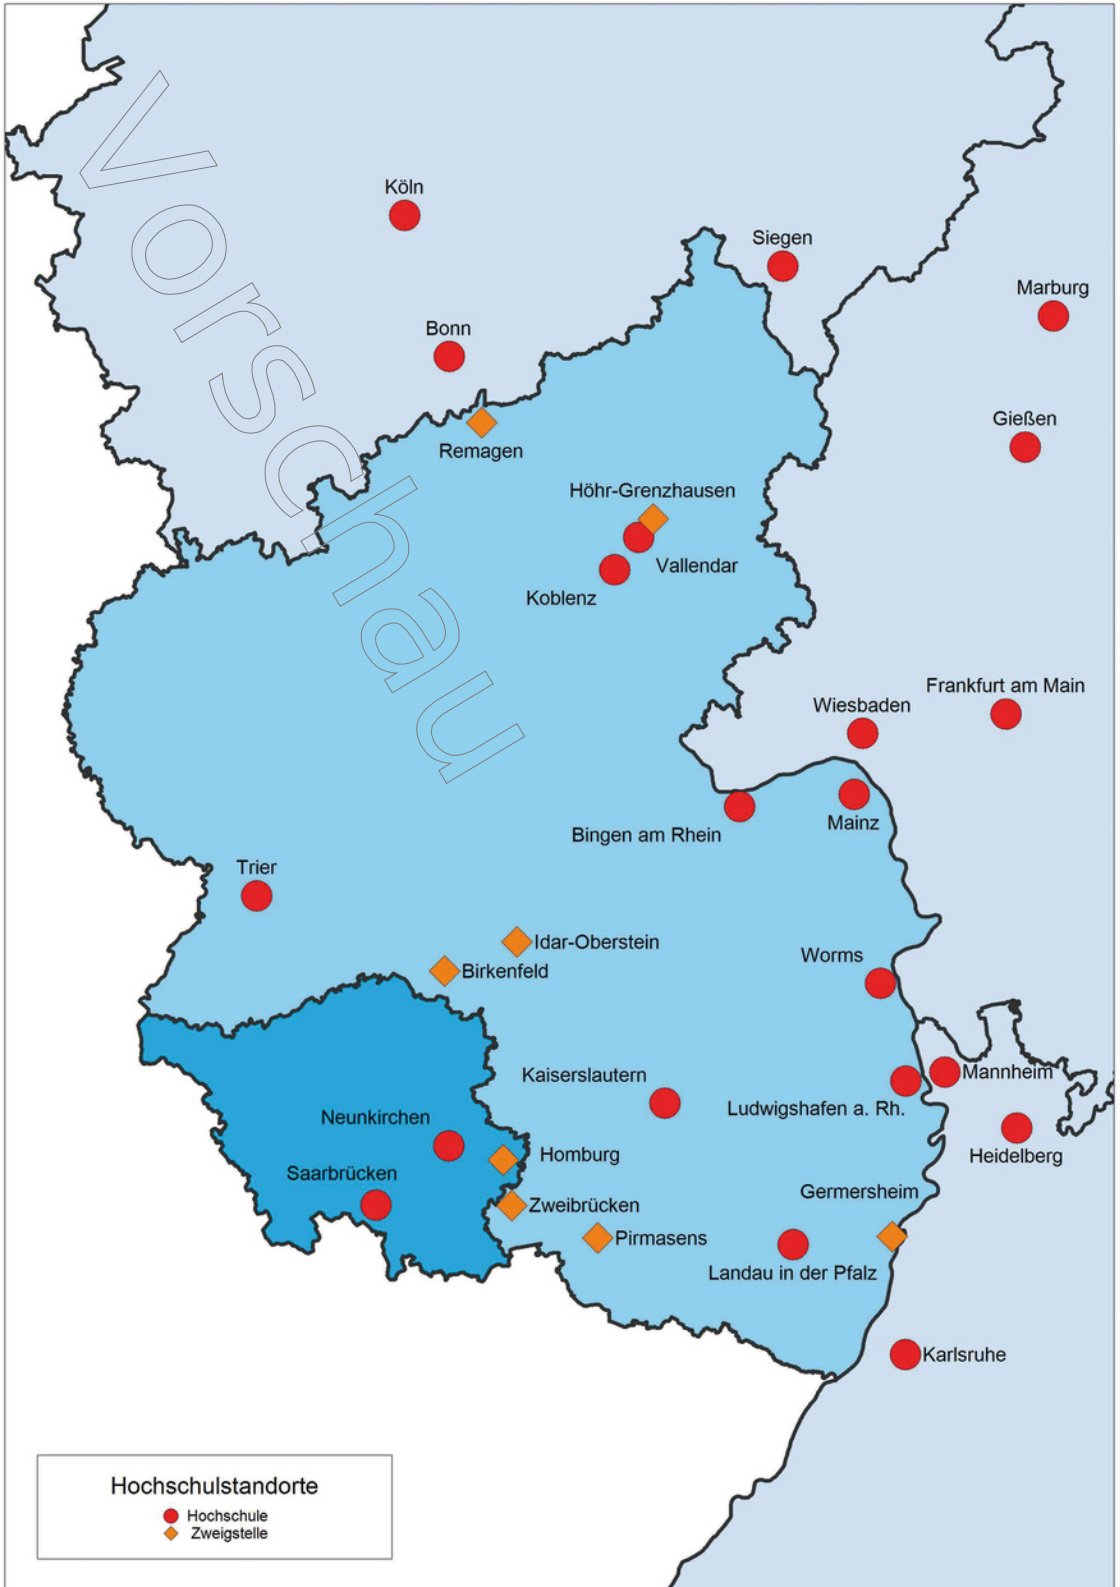 Vorschau
Köln
Siegen
Marburg
Bonn
Gießen
Remagen
Höhr-Grenzhausen
Vallendar
Koblenz
Frankfurt am Main
Wiesbaden
Mainz
Bingen am Rhein
Trier
Idar-Oberstein
Worms
Birkenfeld
Mannheim
Kaiserslautern
Ludwigshafen a. Rh.
Neunkirchen
Homburg
Heidelberg
Saarbrücken
Germersheim
Zweibrücken
Pirmasens
Landau in der Pfalz
Karlsruhe
Hochschulstandorte
Hochschule
Zweigstelle